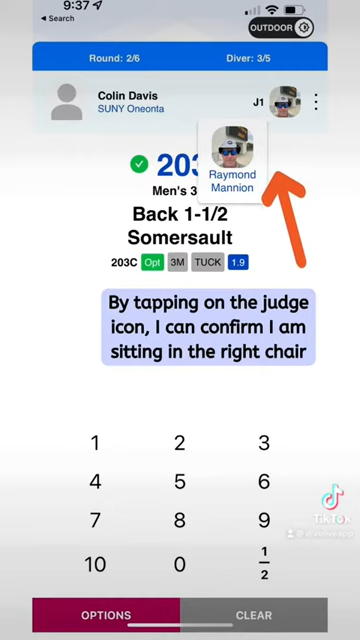 9:37
Search
OUTDOOR
Round: 2/6
Diver: 3/5
Colin Davis
SUNY Oneonta
J1
Raymond
Mannion
203
Men's 3
Back 1-1/2
Somersault
203C Opt 3M TUCK 1.9
By tapping on the judge
icon, I can confirm I am
sitting in the right chair
1 2 3
4 5 6
7 8 9
10 0 1/2
TikTok
OPTIONS CLEAR